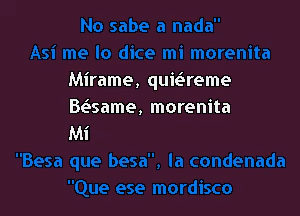 No sabe a nada"
Así me lo dice mi morenita
Mírame, quiéreme
Bésame, morenita
Mi
"Besa que besa", la condenada
"Que ese mordisco